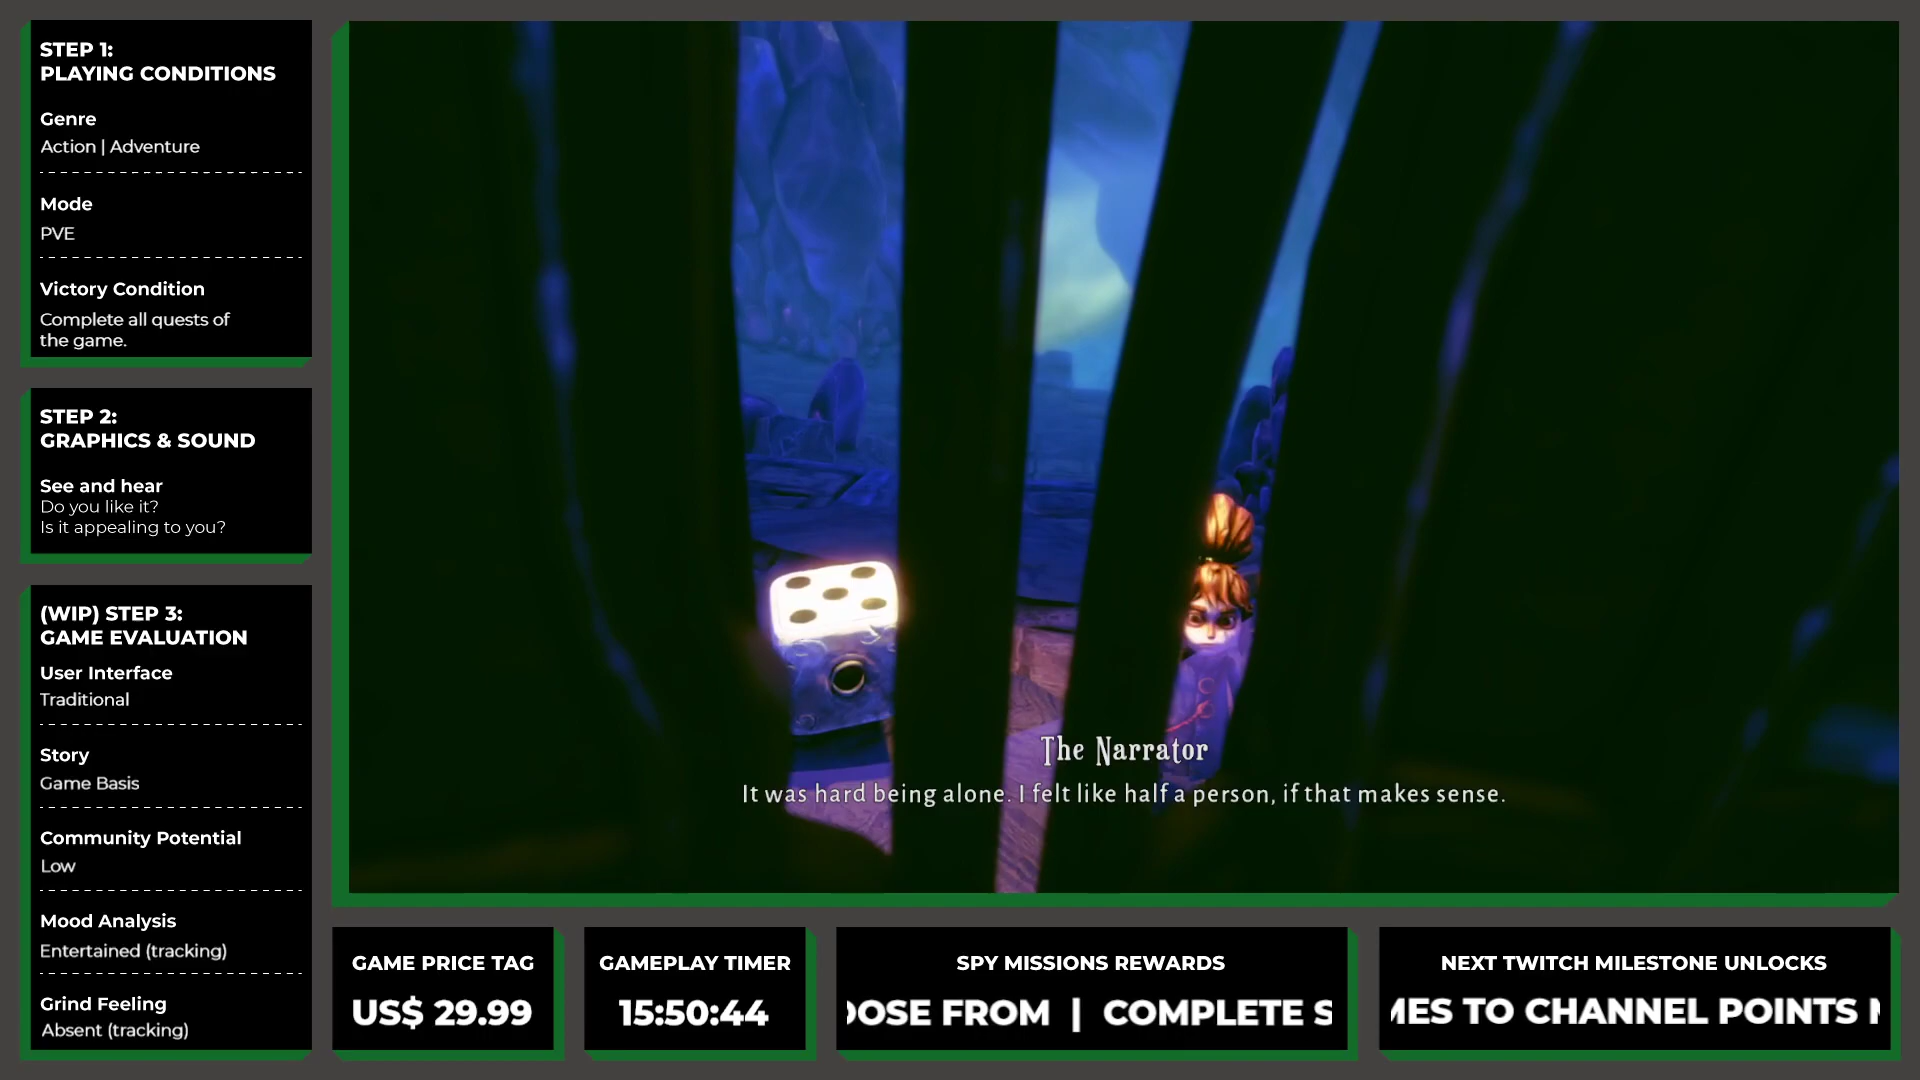 STEP 1:
PLAYING CONDITIONS
Genre
Action | Adventure
Mode
PVE
Victory Condition
Complete all quests of
the game.
STEP 2:
GRAPHICS & SOUND
See and hear
Do you like it?
Is it appealing to you?
(WIP) STEP 3:
GAME EVALUATION
User Interface
Traditional
Story
Game Basis
Community Potential
Low
Mood Analysis
Entertained (tracking)
Grind Feeling
Absent (tracking)
The Narrator
It was hard being alone. I felt like half a person, if that makes sense.
GAME PRICE TAG
US$ 29.99
GAMEPLAY TIMER
15:50:44
SPY MISSIONS REWARDS
OOSE FROM | COMPLETE S
NEXT TWITCH MILESTONE UNLOCKS
MES TO CHANNEL POINTS